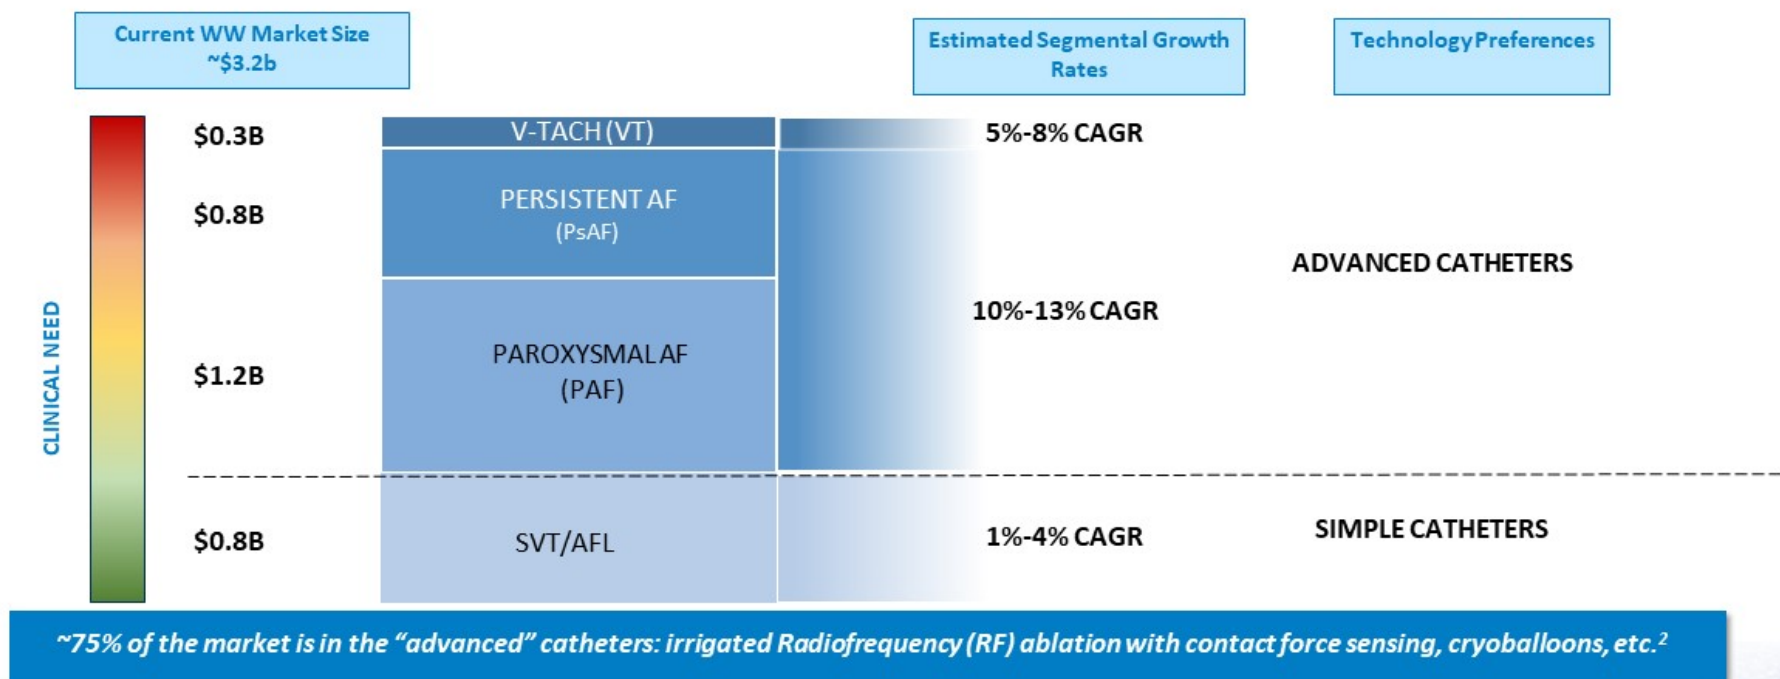 Current WW Market Size
~$3.2b
Estimated Segmental Growth
Rates
Technology Preferences
CLINICAL NEED
$0.3B
V-TACH (VT)
5%-8% CAGR
$0.8B
PERSISTENT AF
(PsAF)
ADVANCED CATHETERS
10%-13% CAGR
$1.2B
PAROXYSMAL AF
(PAF)
$0.8B
SVT/AFL
1%-4% CAGR
SIMPLE CATHETERS
~75% of the market is in the “advanced” catheters: irrigated Radiofrequency (RF) ablation with contact force sensing, cryoballoons, etc.²